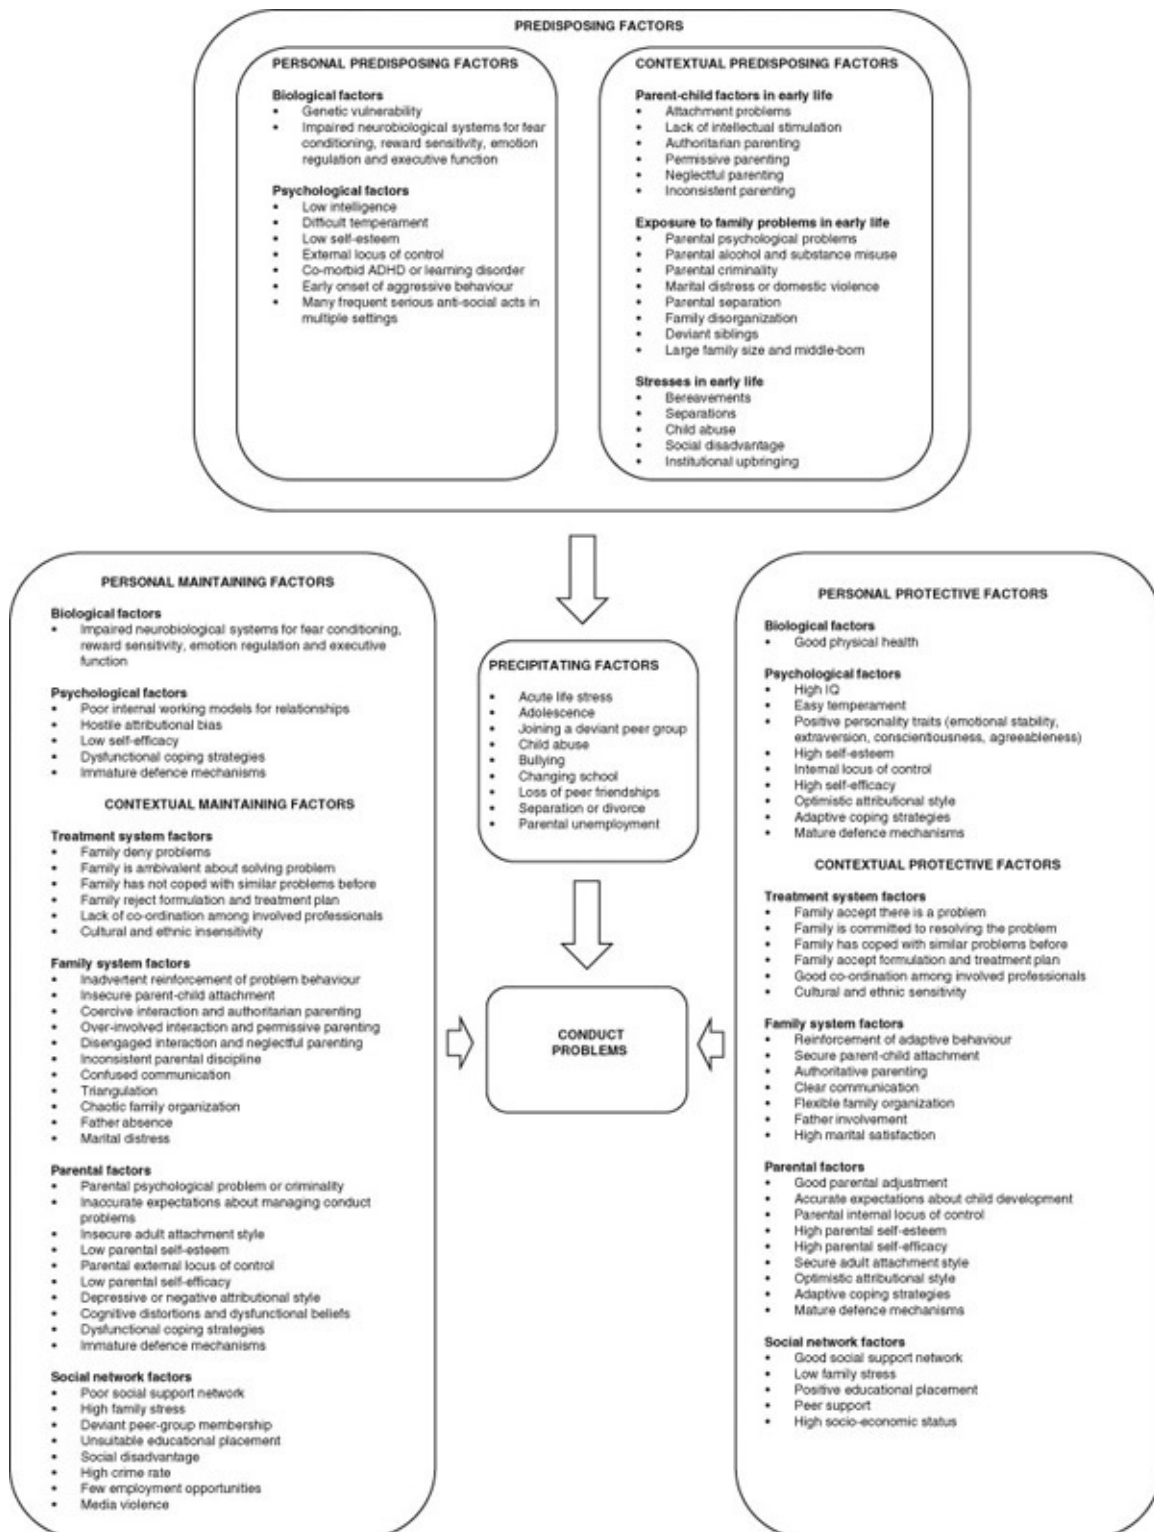 PREDISPOSING FACTORS
PERSONAL PREDISPOSING FACTORS
Biological factors
• Genetic vulnerability
• Impaired neurobiological systems for fear
conditioning, reward sensitivity, emotion
regulation and executive function
Psychological factors
• Low intelligence
• Difficult temperament
• Low self-esteem
• External locus of control
• Co-morbid ADHD or learning disorder
• Early onset of aggressive behaviour
• Many frequent serious anti-social acts in
multiple settings
CONTEXTUAL PREDISPOSING FACTORS
Parent-child factors in early life
• Attachment problems
• Lack of intellectual stimulation
• Authoritarian parenting
• Permissive parenting
• Neglectful parenting
• Inconsistent parenting
Exposure to family problems in early life
• Parental psychological problems
• Parental alcohol and substance misuse
• Parental criminality
• Marital distress or domestic violence
• Parental separation
• Family disorganization
• Deviant siblings
• Large family size and middle-born
Stresses in early life
• Bereavements
• Separations
• Child abuse
• Social disadvantage
• Institutional upbringing
PERSONAL MAINTAINING FACTORS
Biological factors
• Impaired neurobiological systems for fear conditioning,
reward sensitivity, emotion regulation and executive
function
Psychological factors
• Poor internal working models for relationships
• Hostile attributional bias
• Low self-efficacy
• Dysfunctional coping strategies
• Immature defence mechanisms
CONTEXTUAL MAINTAINING FACTORS
Treatment system factors
• Family deny problems
• Family is ambivalent about solving problem
• Family has not coped with similar problems before
• Family reject formulation and treatment plan
• Lack of co-ordination among involved professionals
• Cultural and ethnic insensitivity
Family system factors
• Inadvertent reinforcement of problem behaviour
• Insecure parent-child attachment
• Coercive interaction and authoritarian parenting
• Over-involved interaction and permissive parenting
• Disengaged interaction and neglectful parenting
• Inconsistent parental discipline
• Confused communication
• Triangulation
• Chaotic family organization
• Father absence
• Marital distress
Parental factors
• Parental psychological problem or criminality
• Inaccurate expectations about managing conduct
problems
• Insecure adult attachment style
• Low parental self-esteem
• Parental external locus of control
• Low parental self-efficacy
• Depressive or negative attributional style
• Cognitive distortions and dysfunctional beliefs
• Dysfunctional coping strategies
• Immature defence mechanisms
Social network factors
• Poor social support network
• High family stress
• Deviant peer-group membership
• Unsuitable educational placement
• Social disadvantage
• High crime rate
• Few employment opportunities
• Media violence
PRECIPITATING FACTORS
• Acute life stress
• Adolescence
• Joining a deviant peer group
• Child abuse
• Bullying
• Changing school
• Loss of peer friendships
• Separation or divorce
• Parental unemployment
CONDUCT
PROBLEMS
PERSONAL PROTECTIVE FACTORS
Biological factors
• Good physical health
Psychological factors
• High IQ
• Easy temperament
• Positive personality traits (emotional stability,
extraversion, conscientiousness, agreeableness)
• High self-esteem
• Internal locus of control
• High self-efficacy
• Optimistic attributional style
• Adaptive coping strategies
• Mature defence mechanisms
CONTEXTUAL PROTECTIVE FACTORS
Treatment system factors
• Family accept there is a problem
• Family is committed to resolving the problem
• Family has coped with similar problems before
• Family accept formulation and treatment plan
• Good co-ordination among involved professionals
• Cultural and ethnic sensitivity
Family system factors
• Reinforcement of adaptive behaviour
• Secure parent-child attachment
• Authoritative parenting
• Clear communication
• Flexible family organization
• Father involvement
• High marital satisfaction
Parental factors
• Good parental adjustment
• Accurate expectations about child development
• Parental internal locus of control
• High parental self-esteem
• High parental self-efficacy
• Secure adult attachment style
• Optimistic attributional style
• Adaptive coping strategies
• Mature defence mechanisms
Social network factors
• Good social support network
• Low family stress
• Positive educational placement
• Peer support
• High socio-economic status